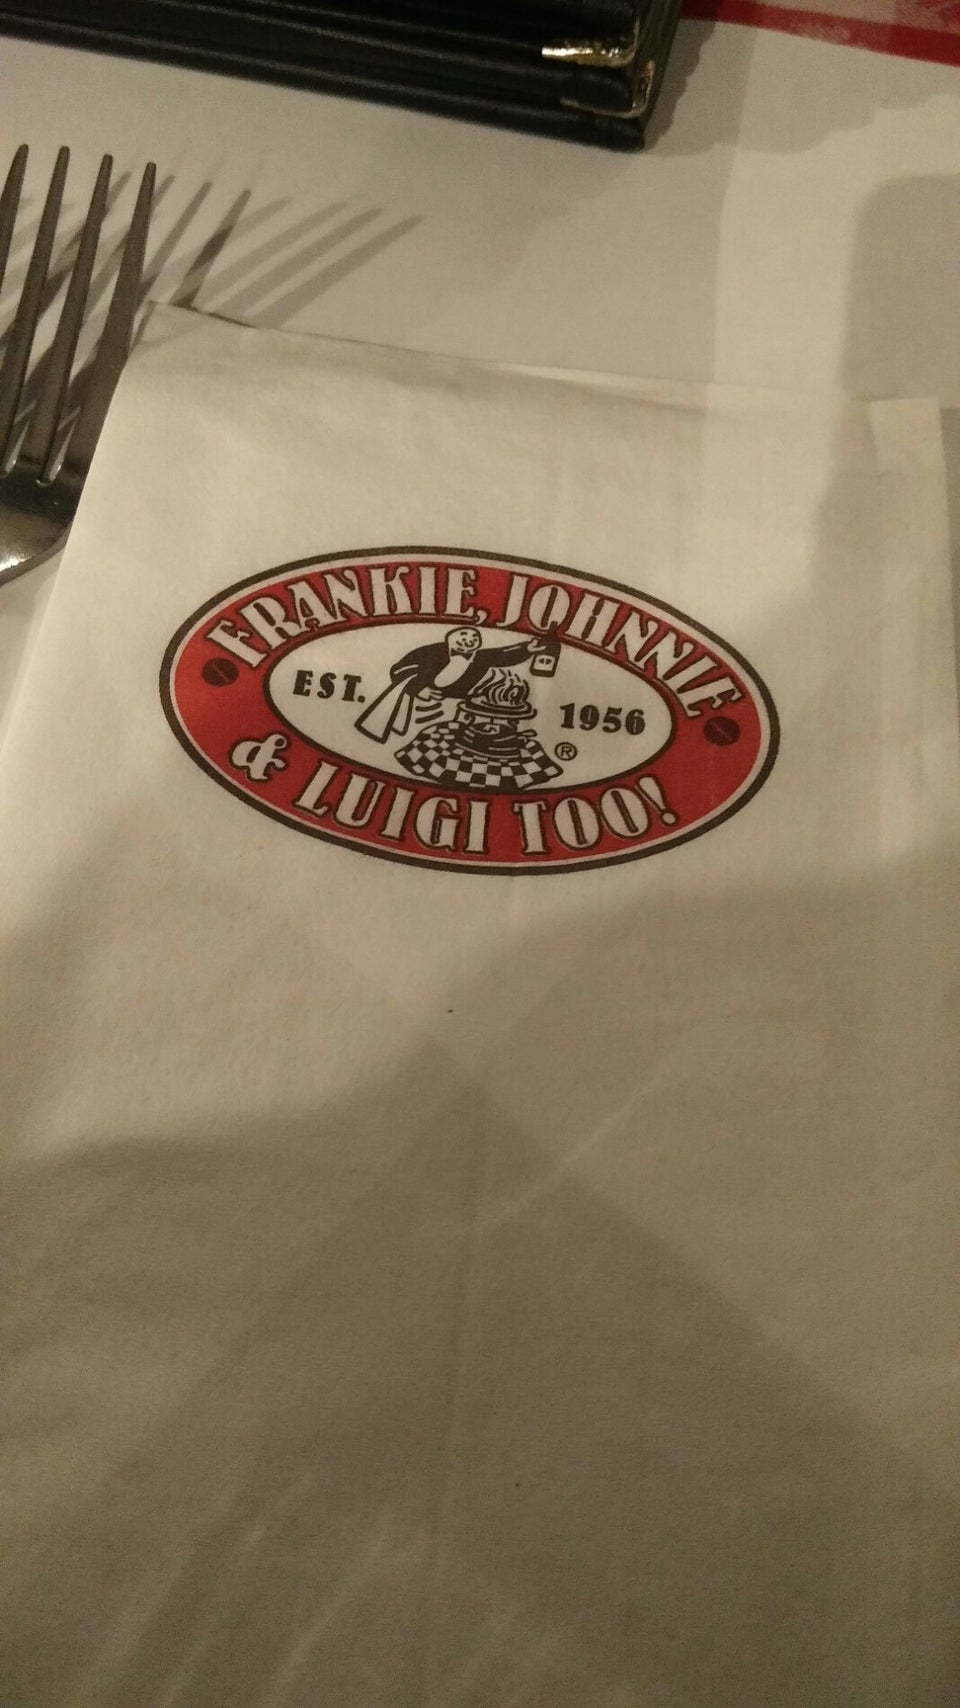 FRANKIE, JOHNNIE
EST. 1956
®
& LUIGI TOO!